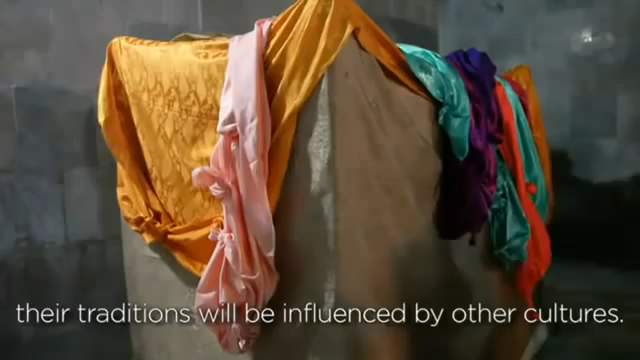 their traditions will be influenced by other cultures.